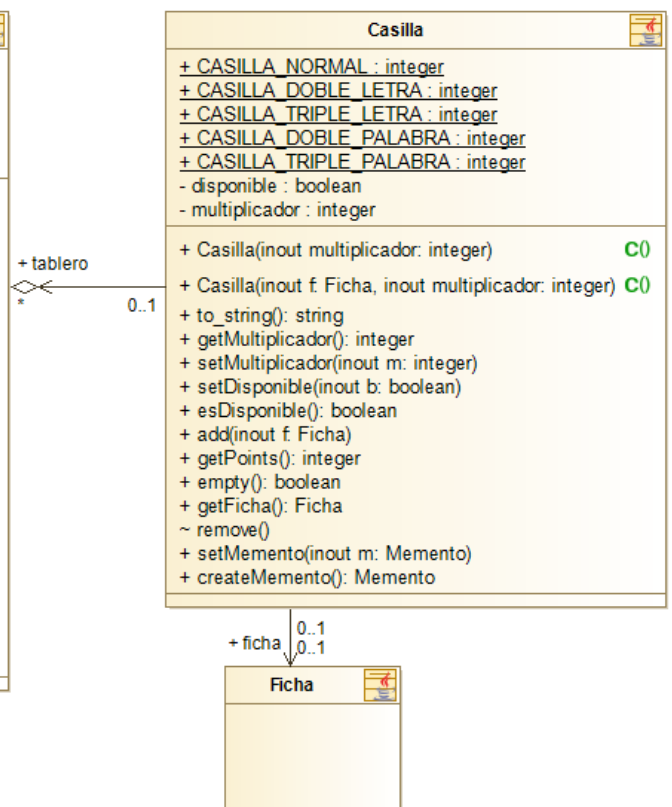 Casilla
+ CASILLA_NORMAL : integer
+ CASILLA_DOBLE_LETRA : integer
+ CASILLA_TRIPLE_LETRA : integer
+ CASILLA_DOBLE_PALABRA : integer
+ CASILLA_TRIPLE_PALABRA : integer
- disponible : boolean
- multiplicador : integer
+ Casilla(inout multiplicador: integer) C()
+ Casilla(inout f: Ficha, inout multiplicador: integer) C()
+ to_string(): string
+ getMultiplicador(): integer
+ setMultiplicador(inout m: integer)
+ setDisponible(inout b: boolean)
+ esDisponible(): boolean
+ add(inout f: Ficha)
+ getPoints(): integer
+ empty(): boolean
+ getFicha(): Ficha
~ remove()
+ setMemento(inout m: Memento)
+ createMemento(): Memento
+ tablero
*
0..1
0..1
+ ficha
0..1
Ficha